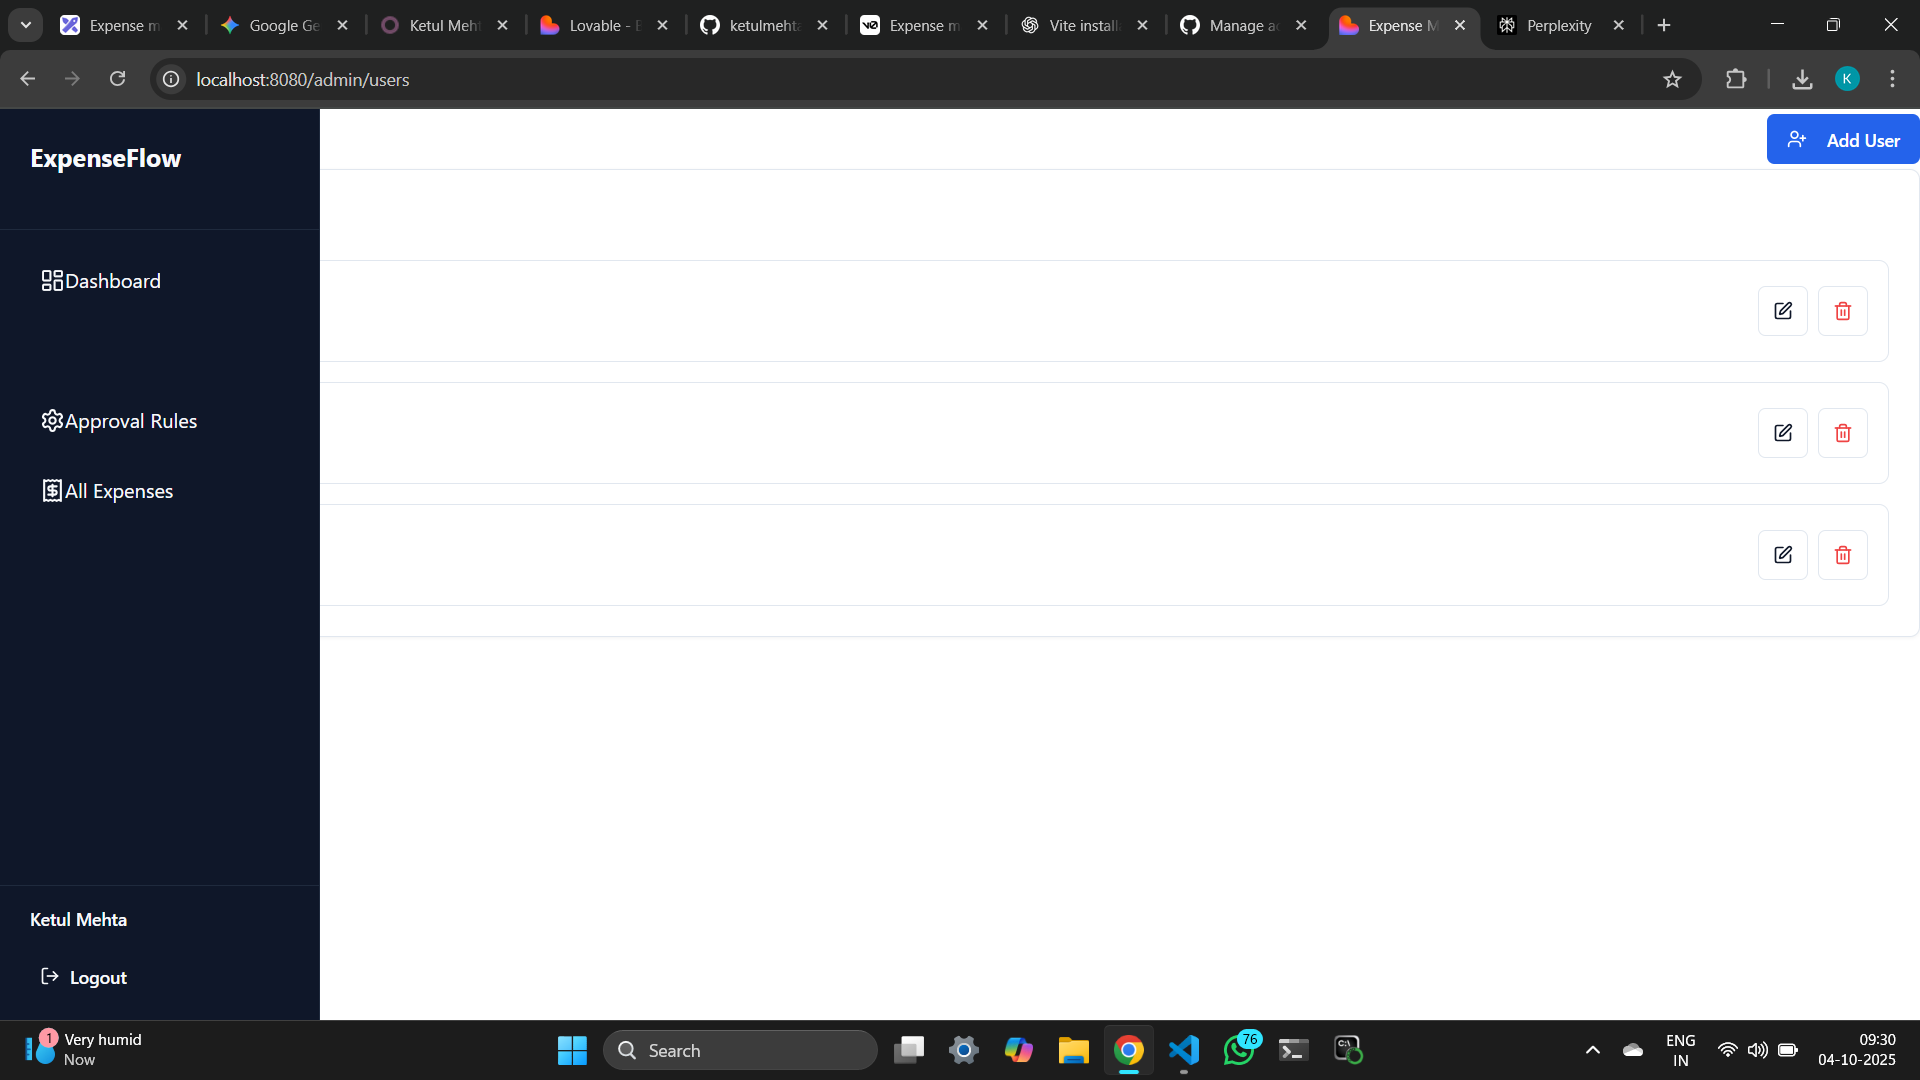 Expense m
Google Ge
Ketul Meht
Lovable - E
ketulmehta
Expense m
Vite install
Manage ac
Expense M
Perplexity
localhost:8080/admin/users
K
ExpenseFlow
Add User
Dashboard
Approval Rules
All Expenses
Ketul Mehta
Logout
1
Very humid
Now
Search
76
ENG
IN
09:30
04-10-2025